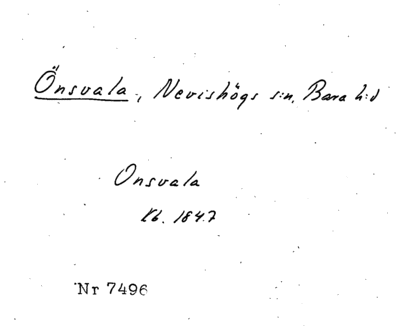 Önsvala, Nevishögs s:n, Bara h:d
Onsvala
Kb. 1847
Nr 7496